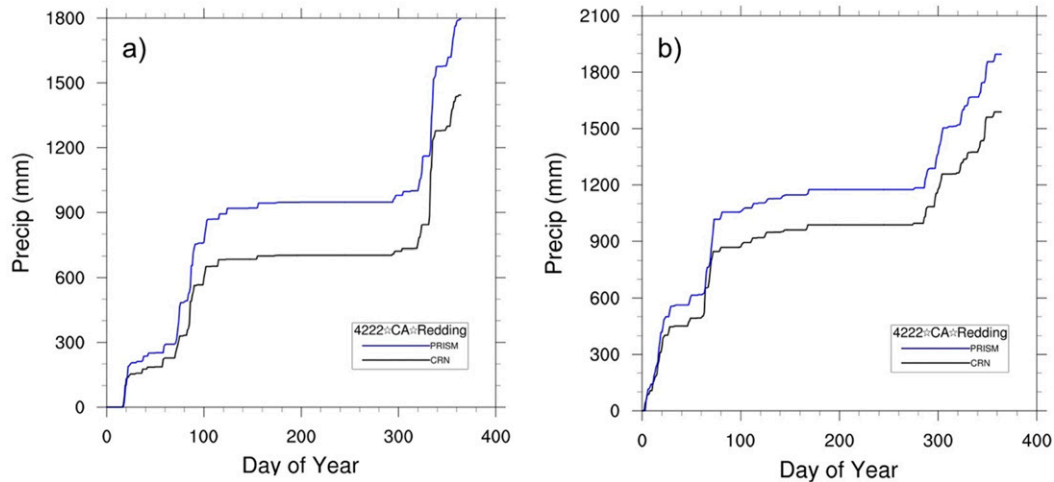 a)
Precip (mm)
1800
1500
1200
900
600
300
0
4222☆CA☆Redding
PRISM
CRN
0 100 200 300 400
Day of Year
b)
Precip (mm)
2100
1800
1500
1200
900
600
300
0
4222☆CA☆Redding
PRISM
CRN
0 100 200 300 400
Day of Year